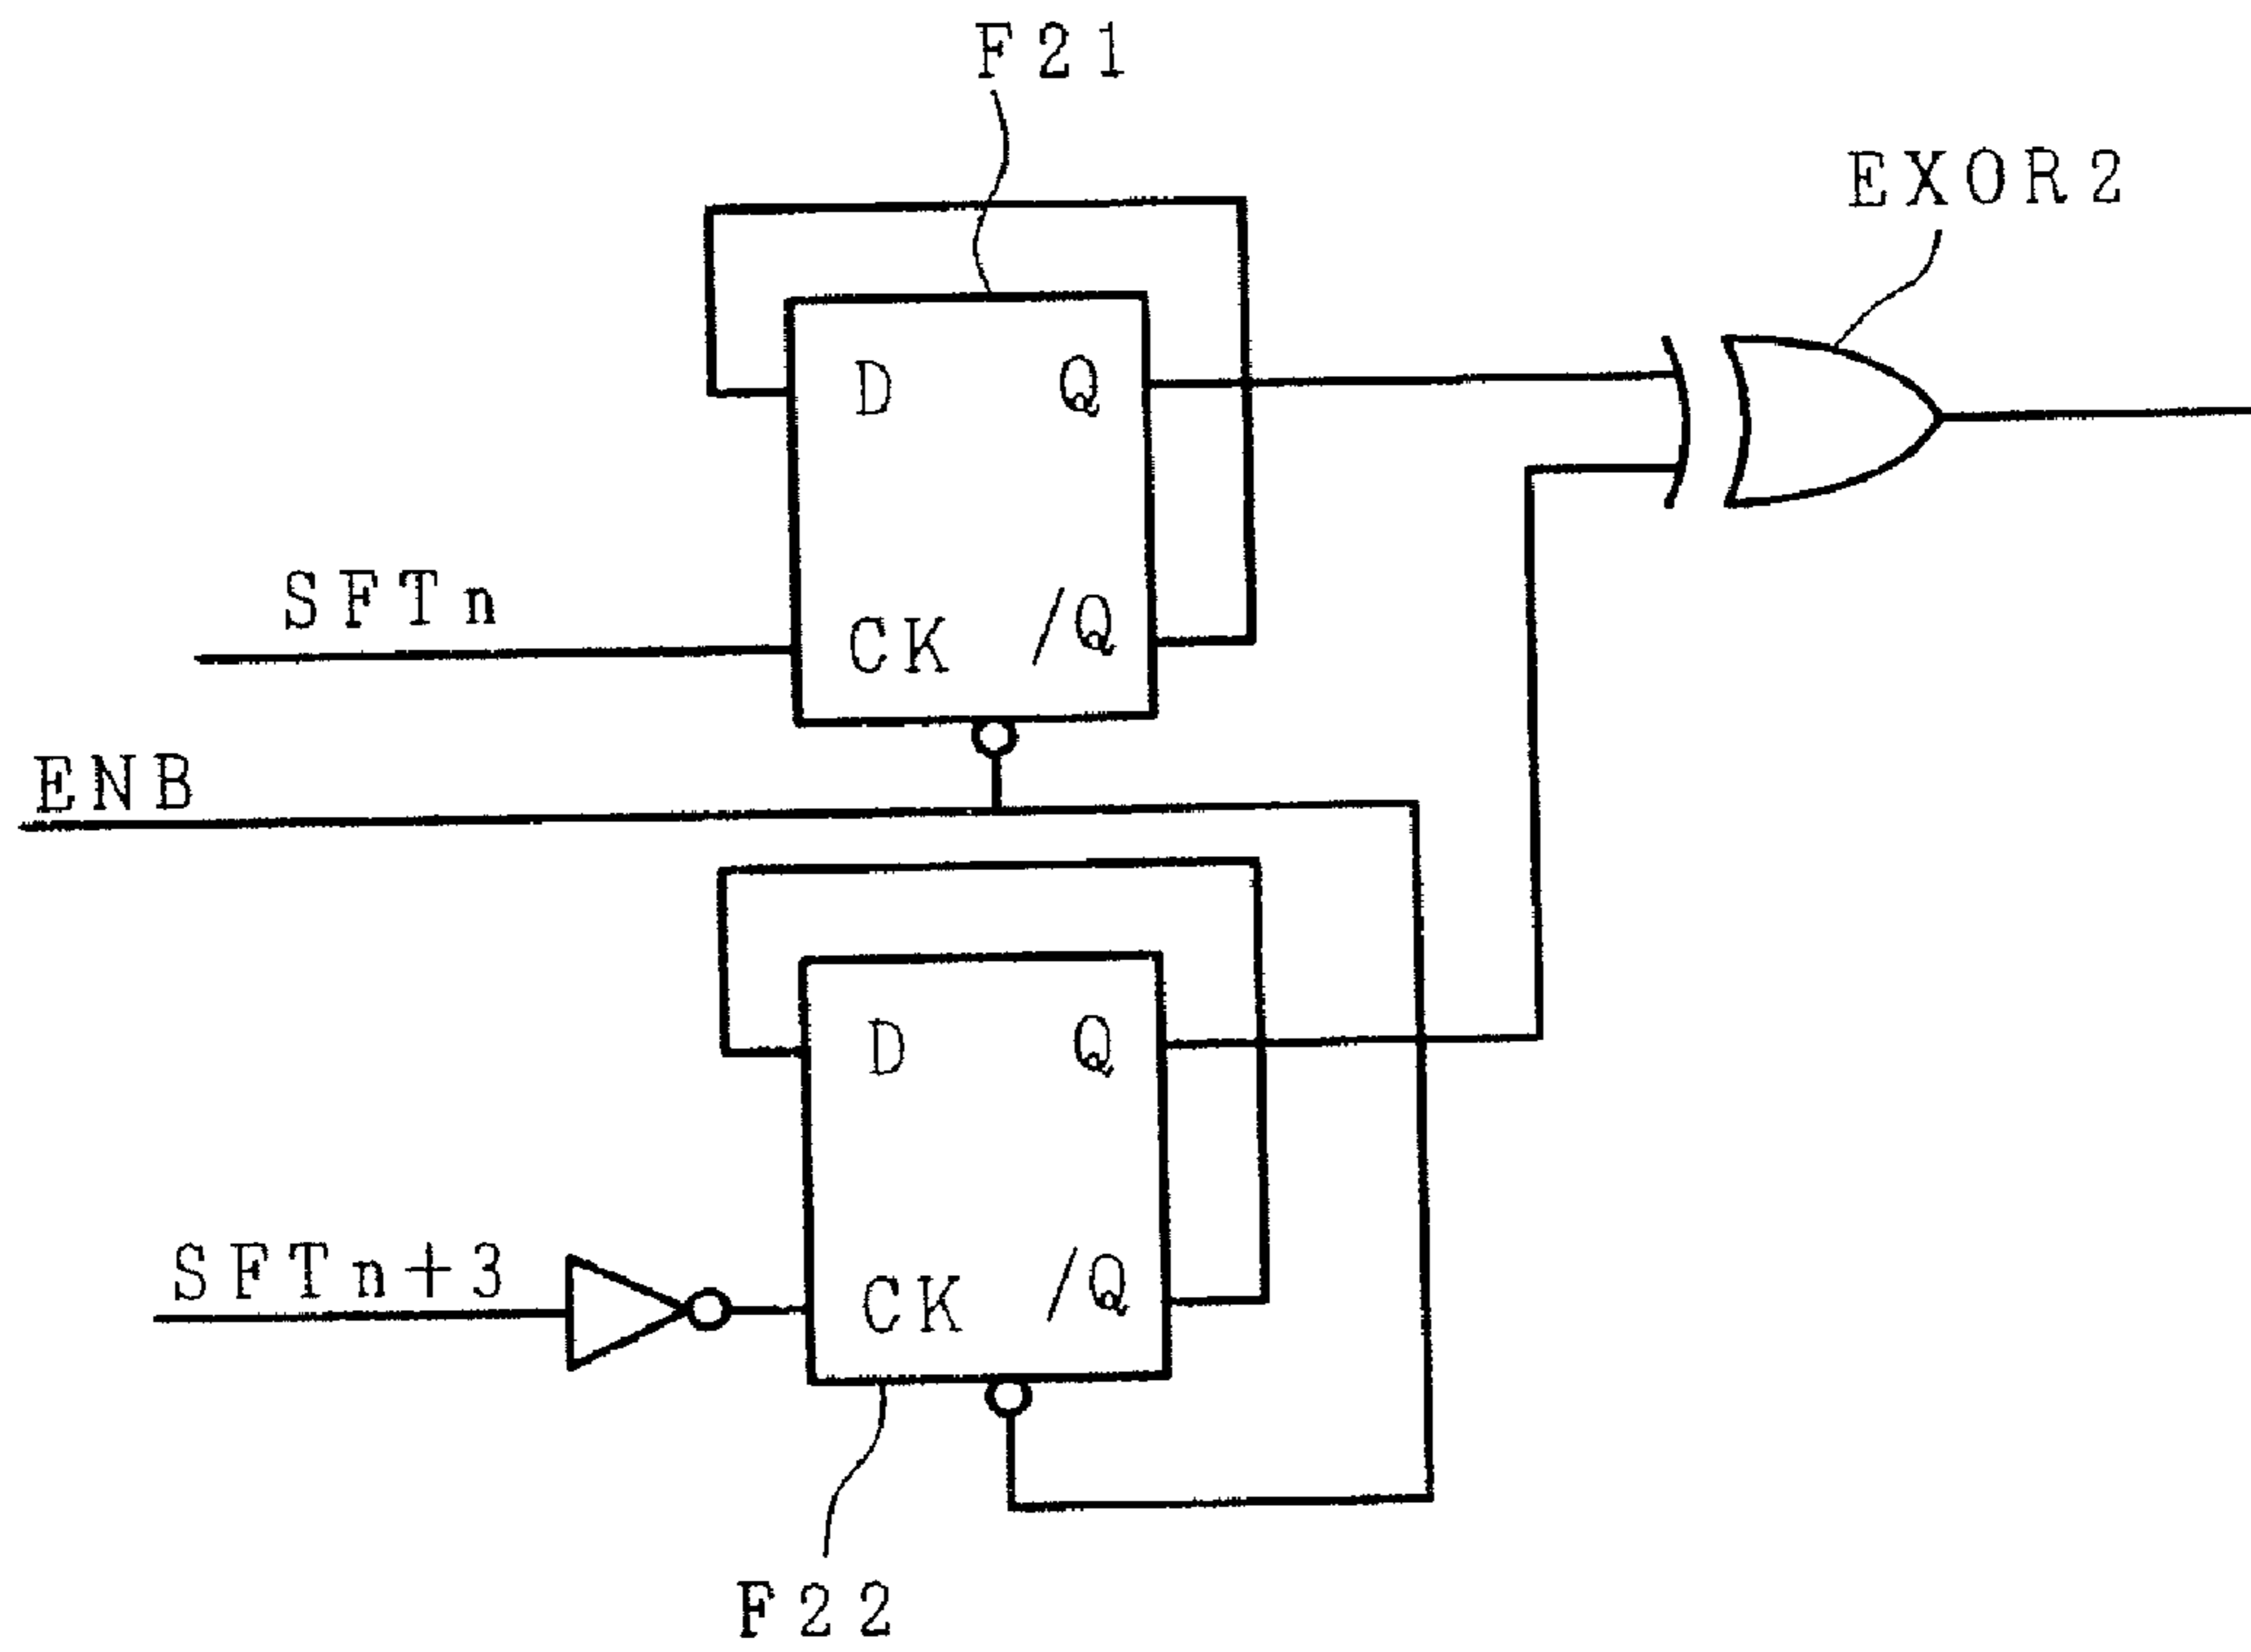 F21
EXOR2
D Q
SFTn
CK /Q
ENB
D Q
SFTn+3
CK /Q
F22